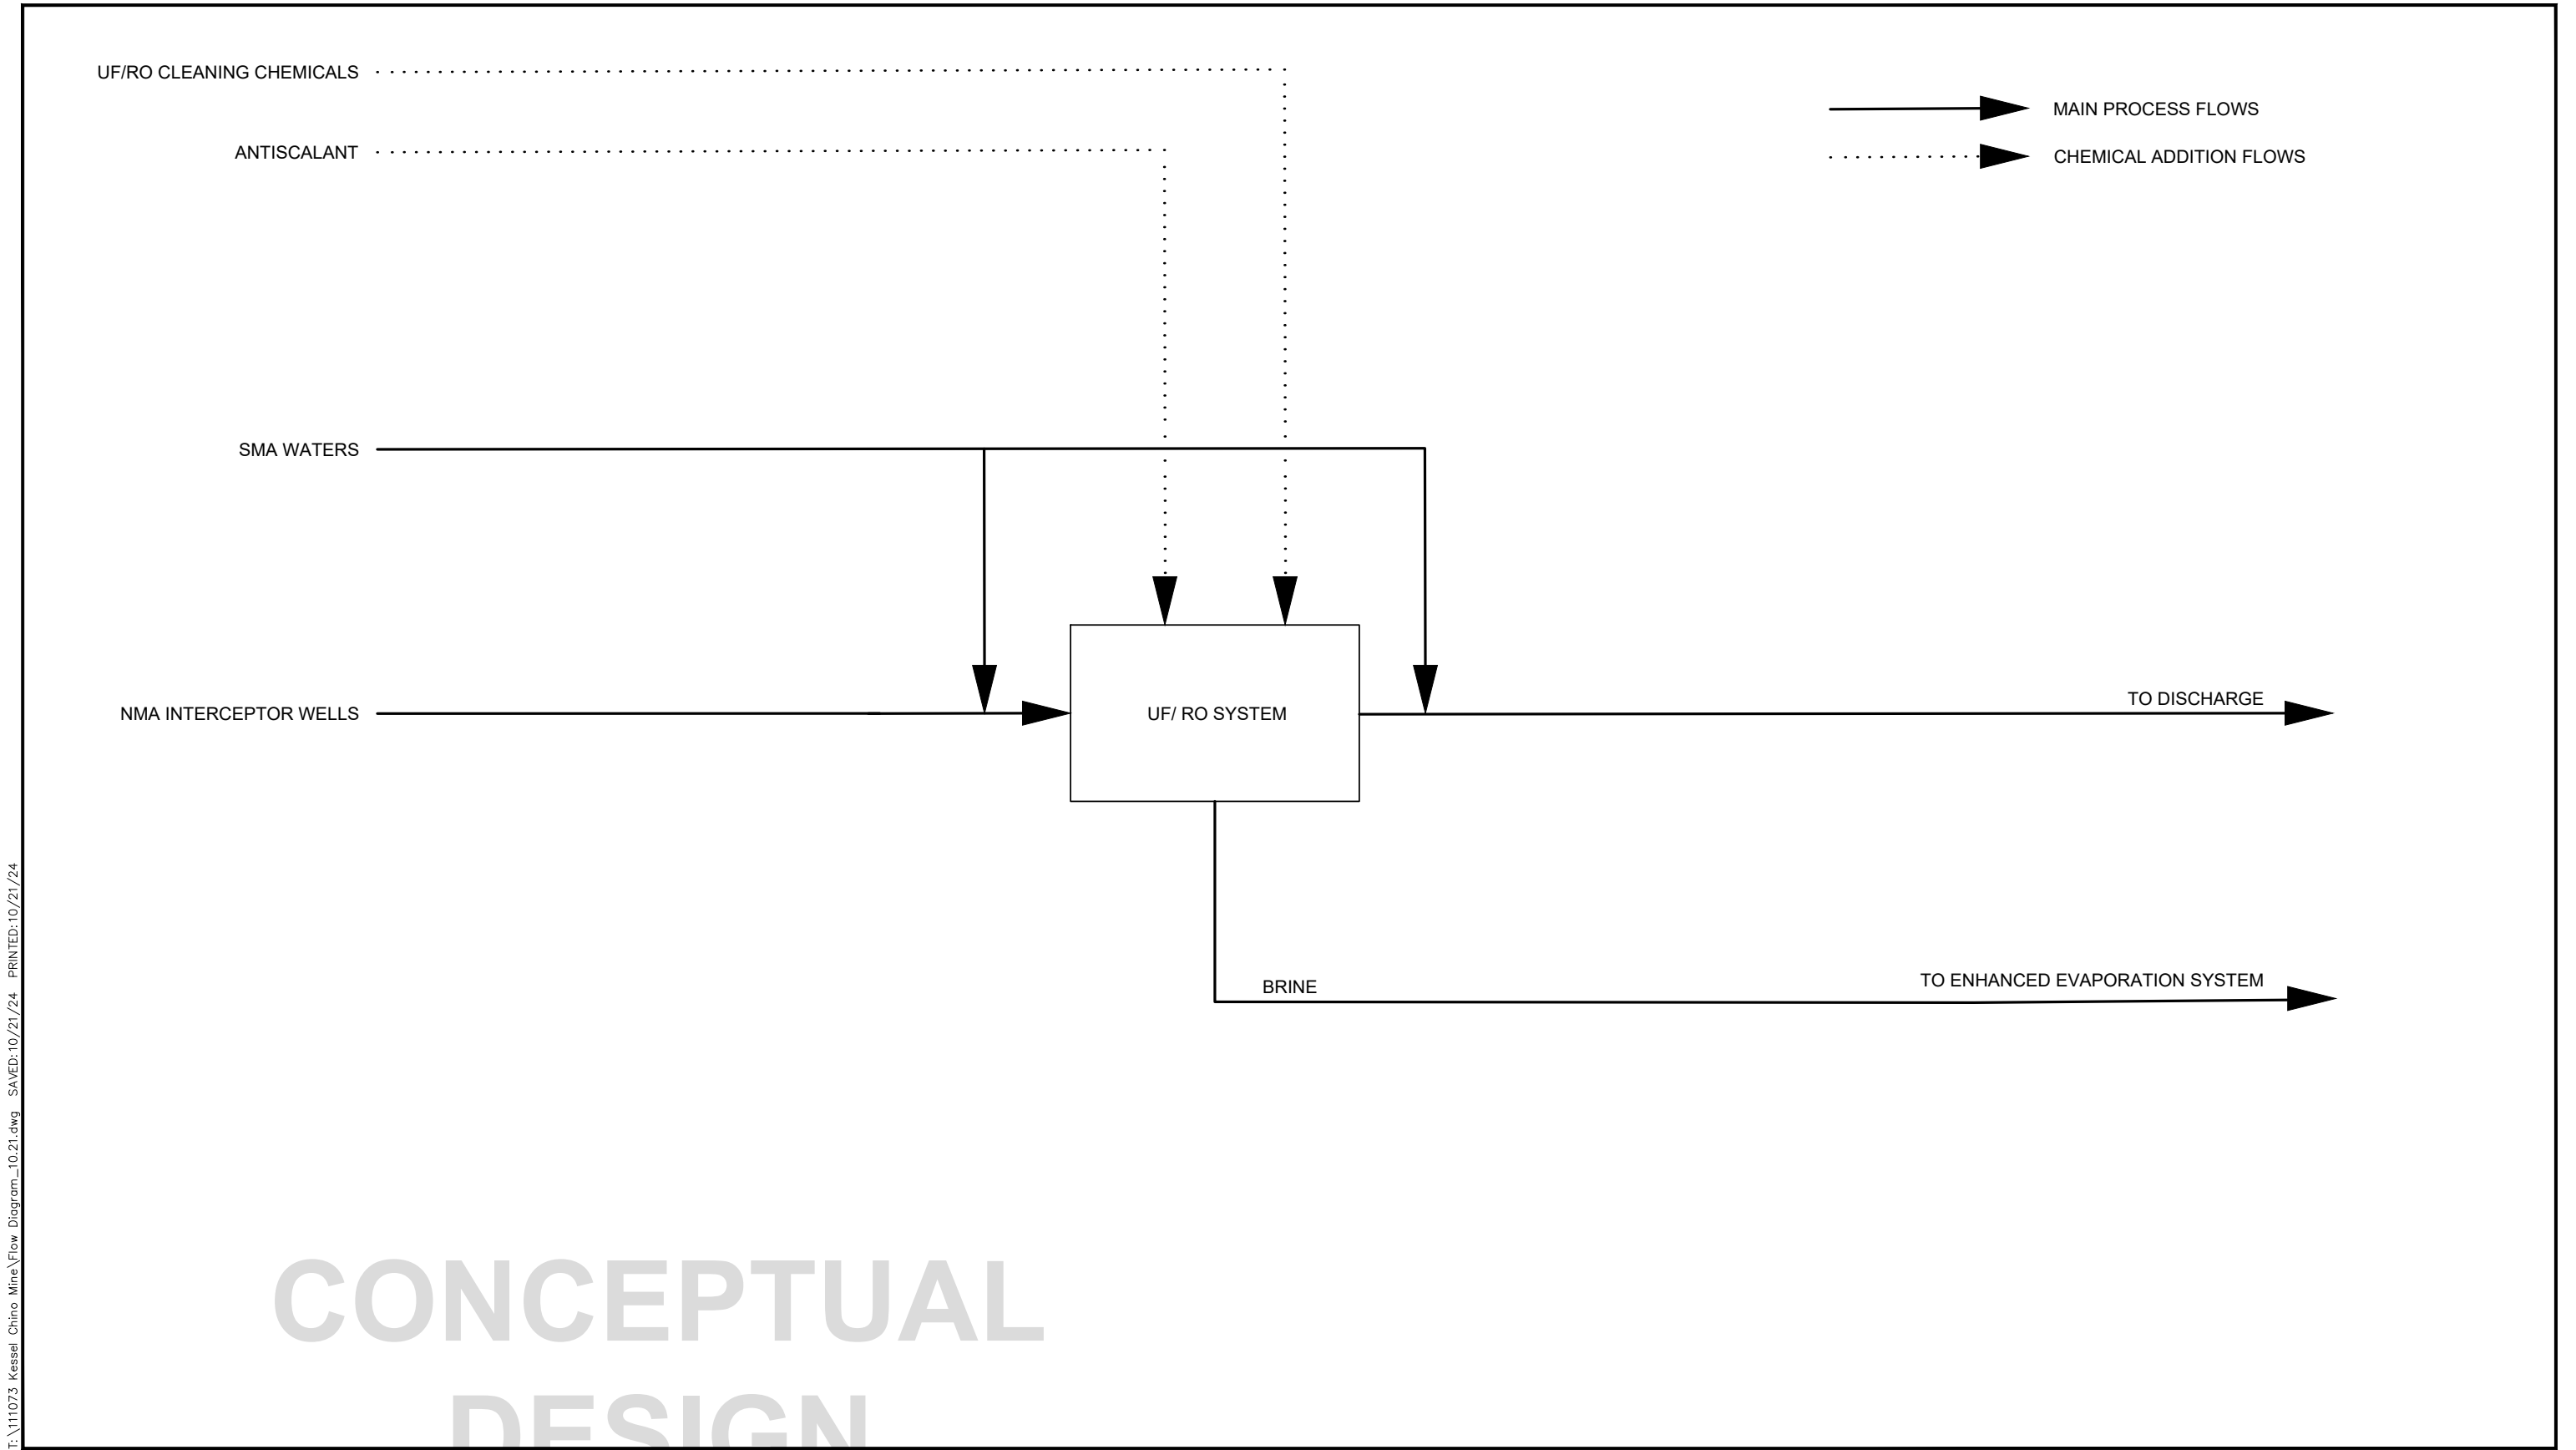 UF/RO CLEANING CHEMICALS
MAIN PROCESS FLOWS
ANTISCALANT
CHEMICAL ADDITION FLOWS
SMA WATERS
NMA INTERCEPTOR WELLS
UF/ RO SYSTEM
TO DISCHARGE
BRINE
TO ENHANCED EVAPORATION SYSTEM
CONCEPTUAL
DESIGN
T:\111073 Kessel Chino Mine\Flow Diagram_10.21.dwg SAVED:10/21/24 PRINTED:10/21/24